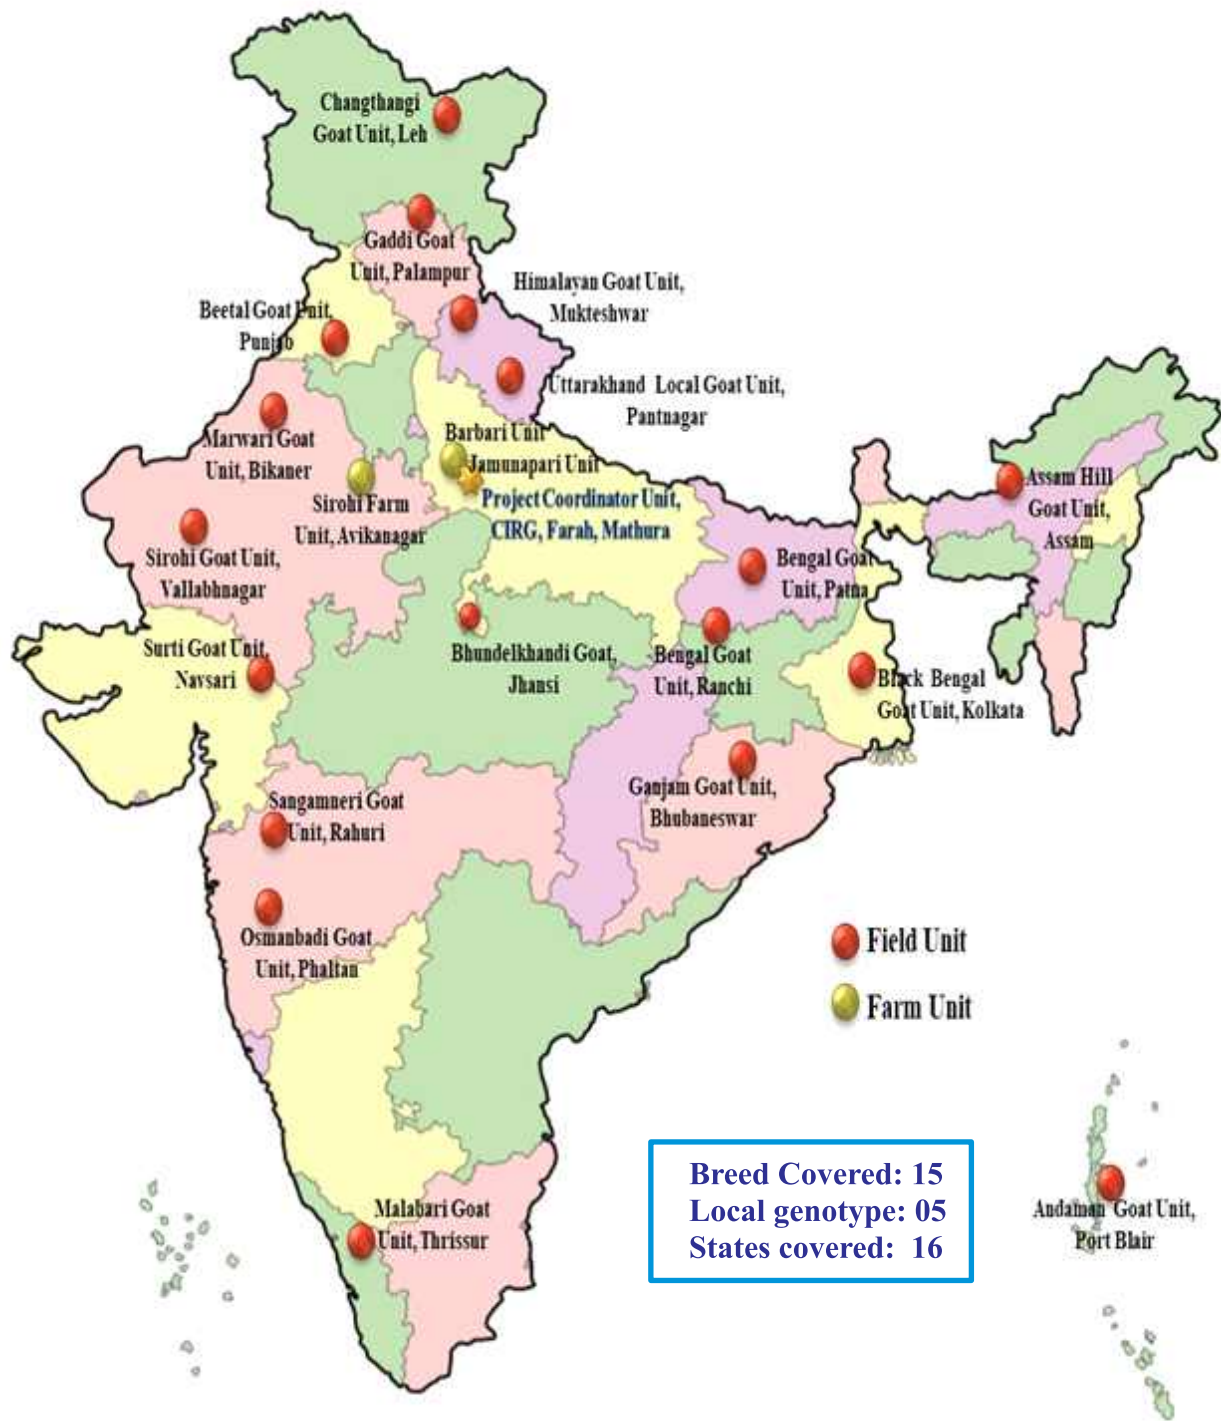 Changthangi
Goat Unit, Leh
Gaddi Goat
Unit, Palampur
Himalayan Goat Unit,
Mukteshwar
Beetal Goat Unit,
Punjab
Uttarakhand Local Goat Unit,
Pantnagar
Marwari Goat
Unit, Bikaner
Barbari Unit
Jamunapari Unit
Project Coordinator Unit,
CIRG, Farah, Mathura
Sirohi Farm
Unit, Avikanagar
Assam Hill
Goat Unit,
Assam
Sirohi Goat Unit,
Vallabhnagar
Bengal Goat
Unit, Patna
Surti Goat Unit,
Navsari
Bhundelkhandi Goat,
Jhansi
Bengal Goat
Unit, Ranchi
Black Bengal
Goat Unit, Kolkata
Ganjam Goat Unit,
Bhubaneswar
Sangamneri Goat
Unit, Rahuri
Osmanbadi Goat
Unit, Phaltan
Field Unit
Farm Unit
Breed Covered: 15
Local genotype: 05
States covered: 16
Malabari Goat
Unit, Thrissur
Andaman Goat Unit,
Port Blair